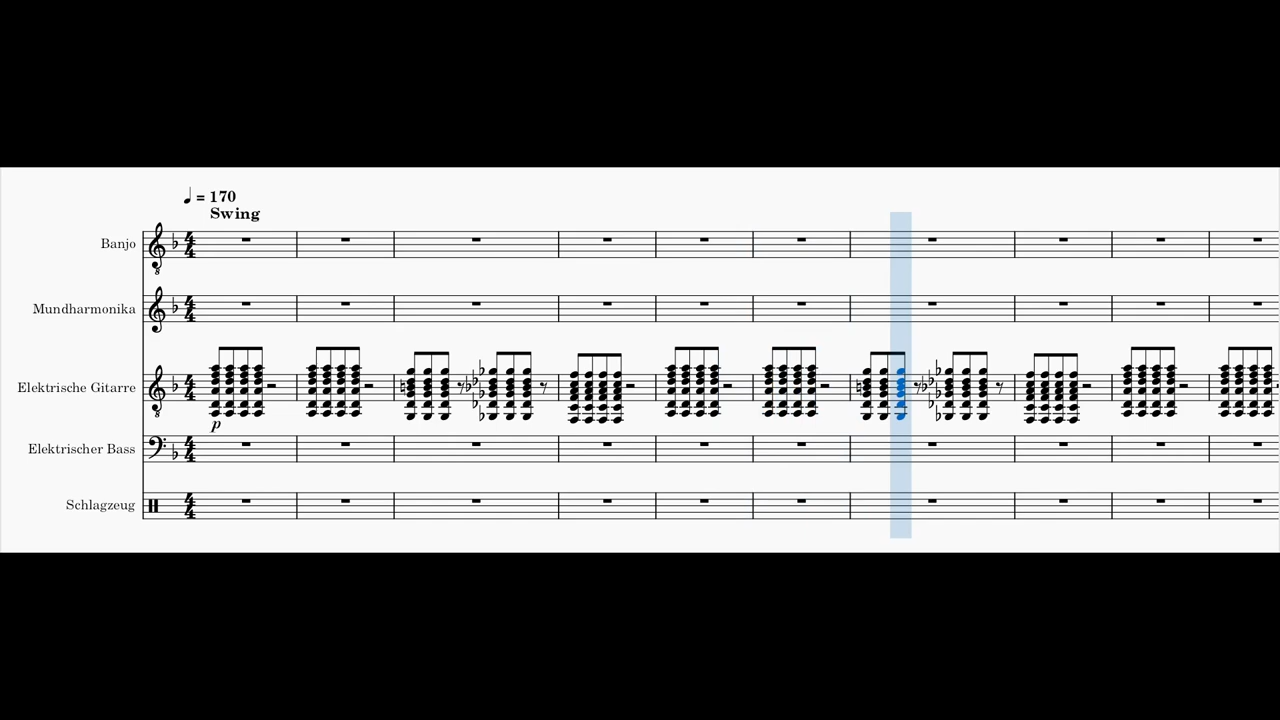 ♩ = 170
Swing
Banjo
Mundharmonika
Elektrische Gitarre
p
Elektrischer Bass
Schlagzeug